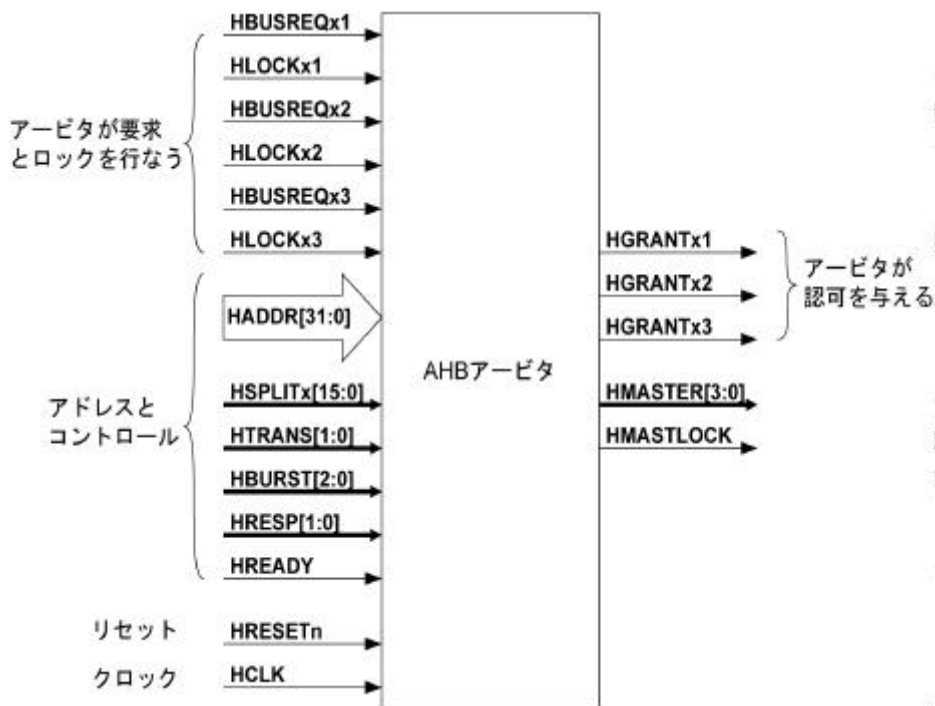 HBUSREQx1
HLOCKx1
HBUSREQx2
HLOCKx2
HBUSREQx3
HLOCKx3
アービタが要求
とロックを行なう
HADDR[31:0]
HSPLITx[15:0]
HTRANS[1:0]
HBURST[2:0]
HRESP[1:0]
HREADY
アドレスと
コントロール
リセット
HRESETn
クロック
HCLK
AHBアービタ
HGRANTx1
HGRANTx2
HGRANTx3
アービタが
認可を与える
HMASTER[3:0]
HMASTLOCK